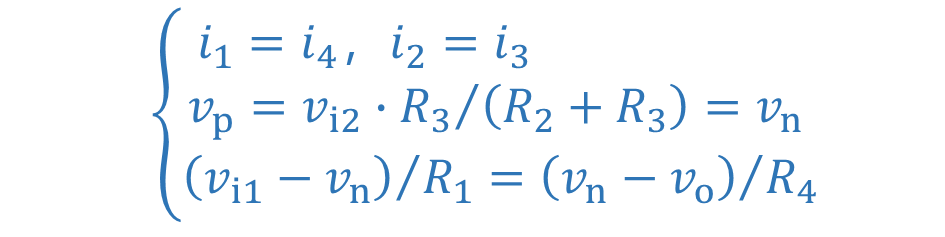 i₁ = i₄ ,  i₂ = i₃
vₚ = vᵢ₂ · R₃/(R₂ + R₃) = vₙ
(vᵢ₁ − vₙ)/R₁ = (vₙ − vₒ)/R₄